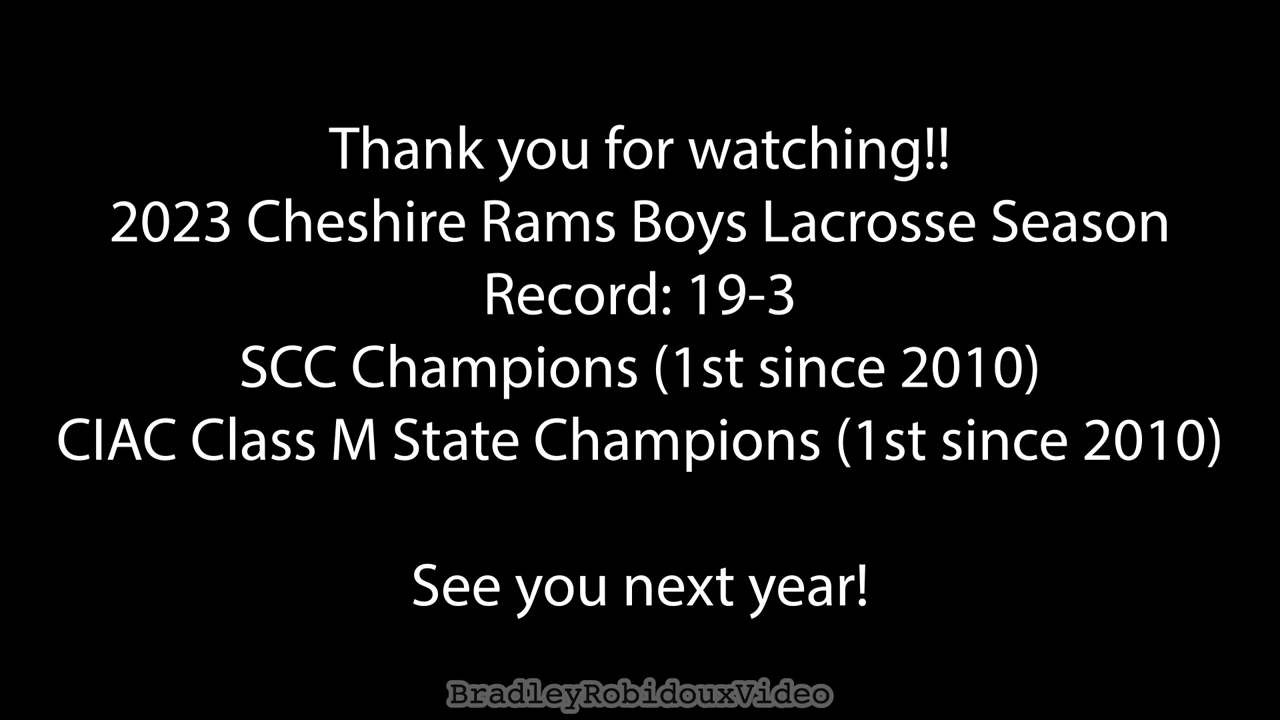 Thank you for watching!!
2023 Cheshire Rams Boys Lacrosse Season
Record: 19-3
SCC Champions (1st since 2010)
CIAC Class M State Champions (1st since 2010)
See you next year!
BradleyRobidouxVideo